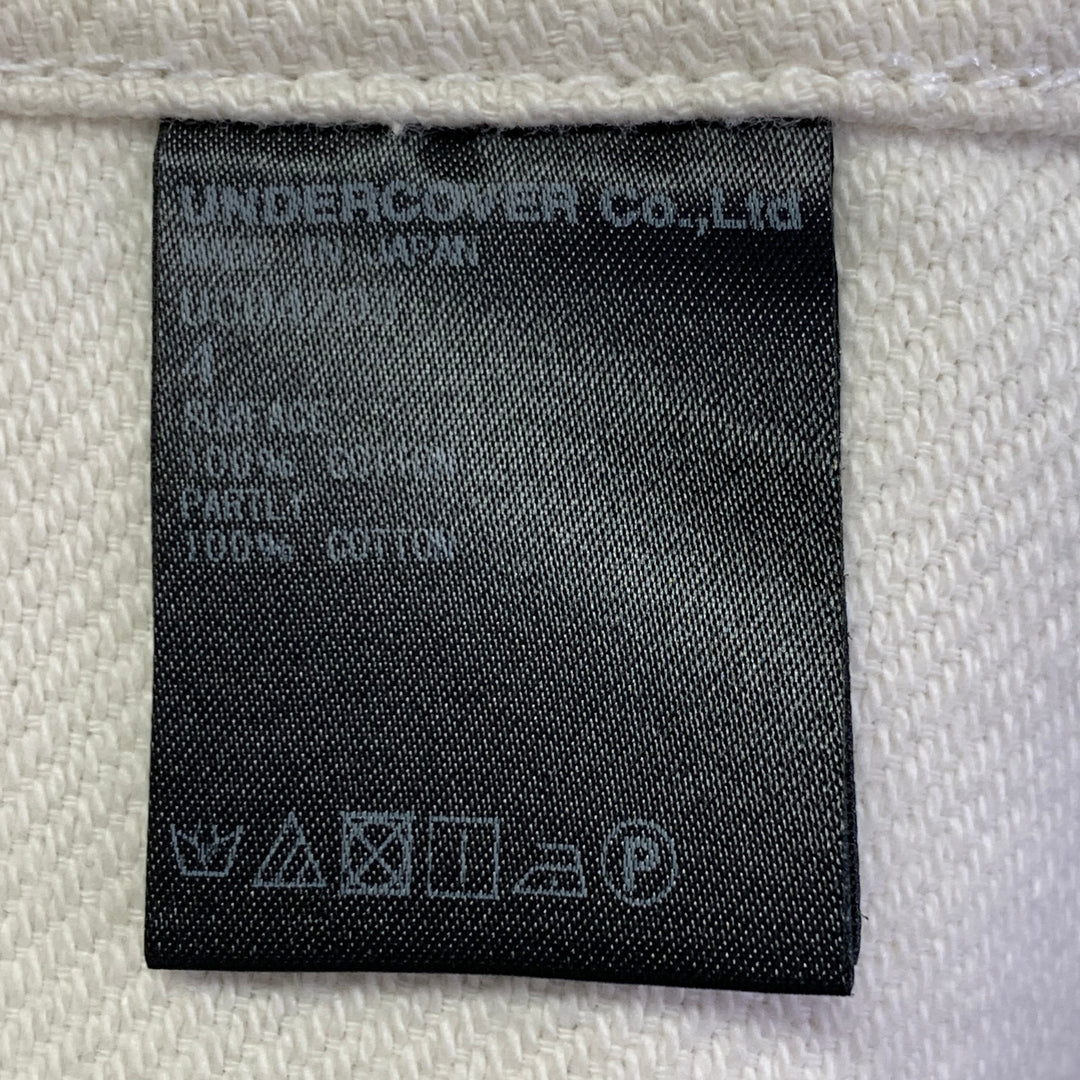 UNDERCOVER Co.,Ltd
MADE IN JAPAN
4
100% COTTON
PARTLY
100% COTTON
P